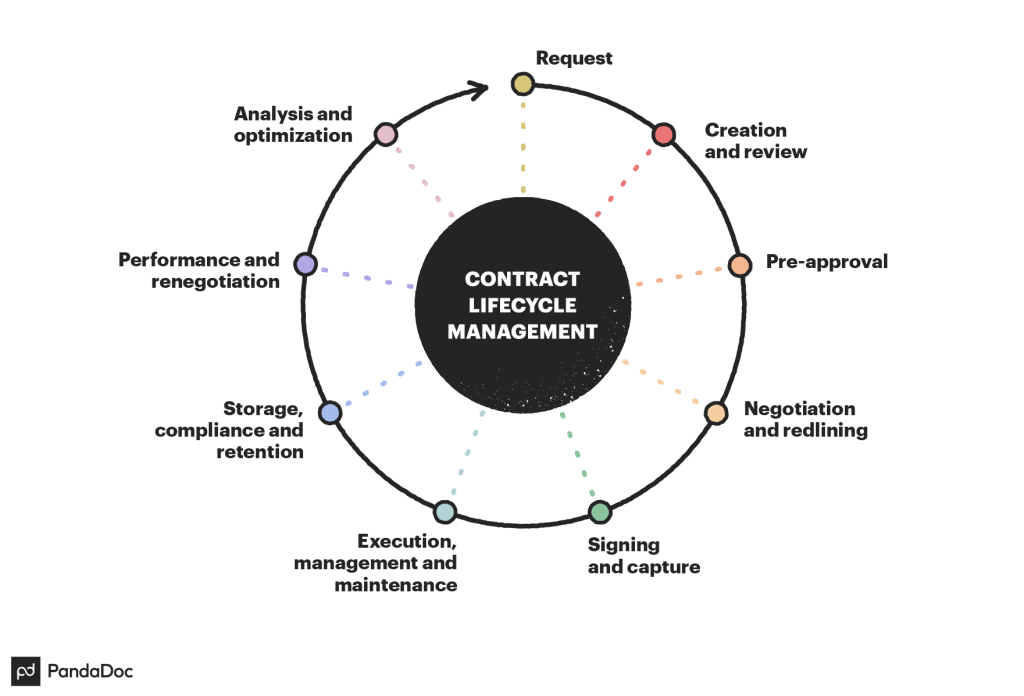 Request
Creation
and review
Pre-approval
Negotiation
and redlining
Signing
and capture
Execution,
management and
maintenance
Storage,
compliance and
retention
Performance and
renegotiation
Analysis and
optimization
CONTRACT
LIFECYCLE
MANAGEMENT
pd PandaDoc